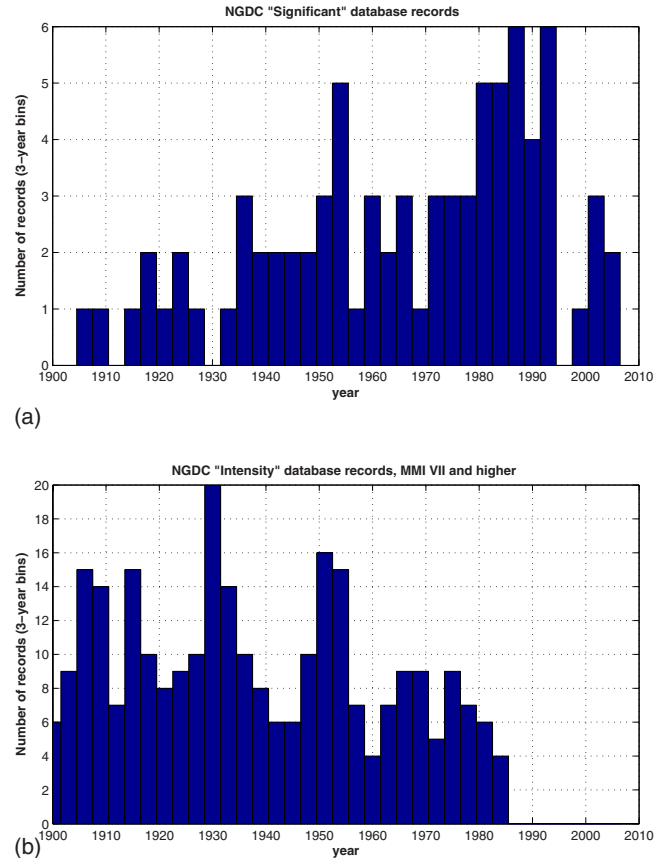 NGDC "Significant" database records
Number of records (3−year bins)
6
5
4
3
2
1
0
1900 1910 1920 1930 1940 1950 1960 1970 1980 1990 2000 2010
year
(a)
NGDC "Intensity" database records, MMI VII and higher
Number of records (3−year bins)
20
18
16
14
12
10
8
6
4
2
0
1900 1910 1920 1930 1940 1950 1960 1970 1980 1990 2000 2010
year
(b)